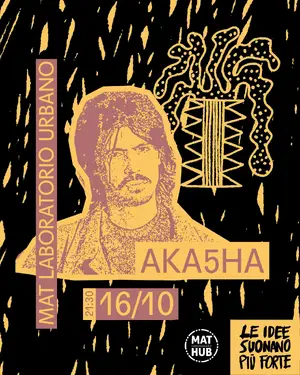 MAT LABORATORIO URBANO
AKA5HA
21:30
16/10
MAT
HUB
LE IDEE
SUONANO
PIÙ FORTE